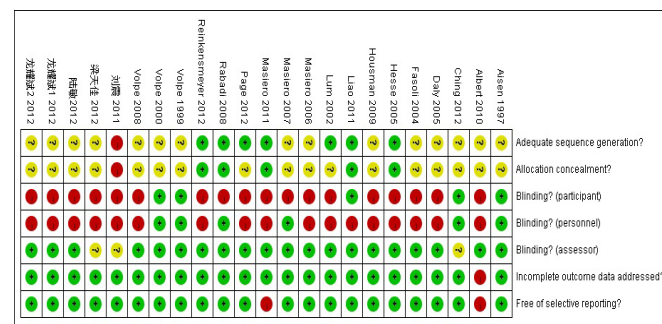 龙耀斌2 2012
龙耀斌1 2012
陆敏 2012
梁天佳 2012
刘震 2011
Volpe 2008
Volpe 2000
Volpe 1999
Reinkensmeyer 2012
Rabadi 2008
Page 2012
Masiero 2011
Masiero 2007
Masiero 2006
Lum 2002
Liao 2011
Housman 2009
Hesse 2005
Fasoli 2004
Daly 2005
Ching 2012
Albert 2010
Aisen 1997
Adequate sequence generation?
Allocation concealment?
Blinding? (participant)
Blinding? (personnel)
Blinding? (assessor)
Incomplete outcome data addressed?
Free of selective reporting?